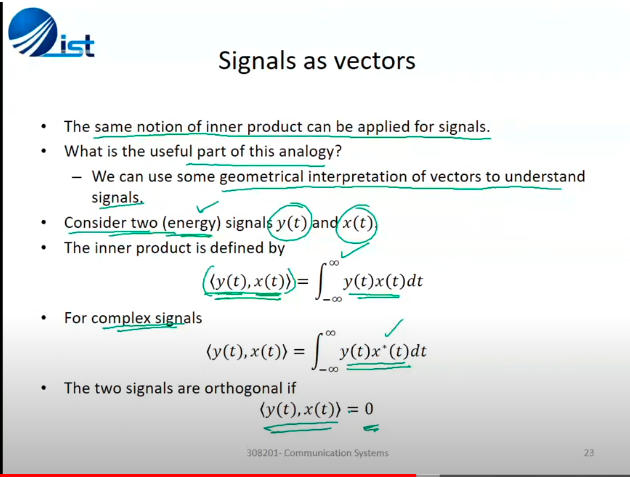 ist
Signals as vectors
• The same notion of inner product can be applied for signals.
• What is the useful part of this analogy?
– We can use some geometrical interpretation of vectors to understand
signals.
• Consider two (energy) signals y(t) and x(t).
• The inner product is defined by
⟨y(t), x(t)⟩ = ∫_{−∞}^{∞} y(t)x(t)dt
• For complex signals
⟨y(t), x(t)⟩ = ∫_{−∞}^{∞} y(t)x*(t)dt
• The two signals are orthogonal if
⟨y(t), x(t)⟩ = 0
308201- Communication Systems
23